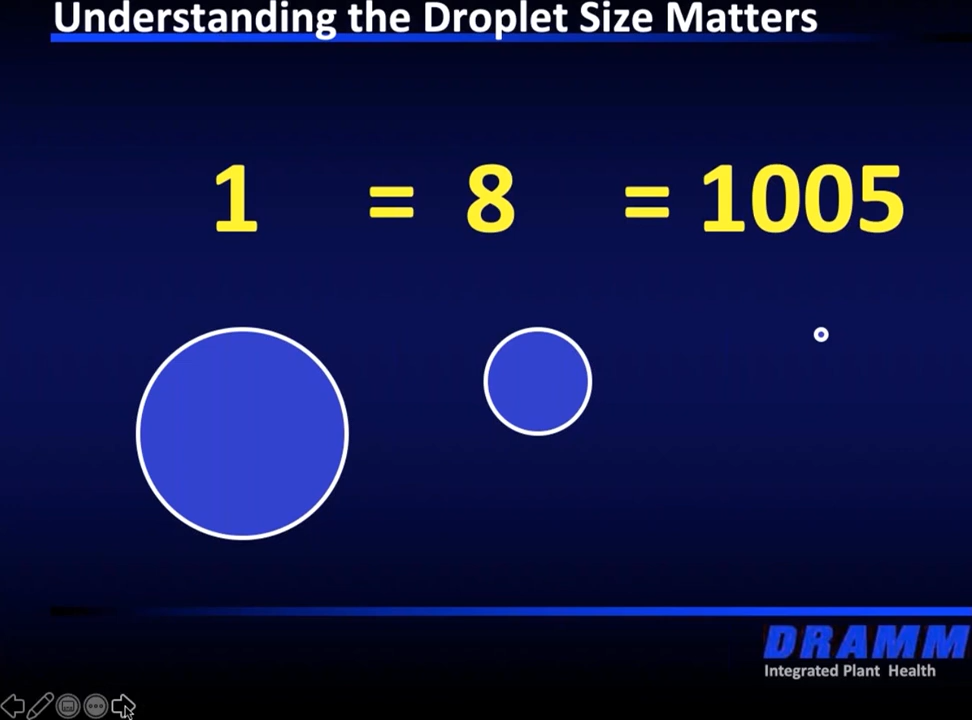 Understanding the Droplet Size Matters
1 = 8 = 1005
DRAMM
Integrated Plant Health